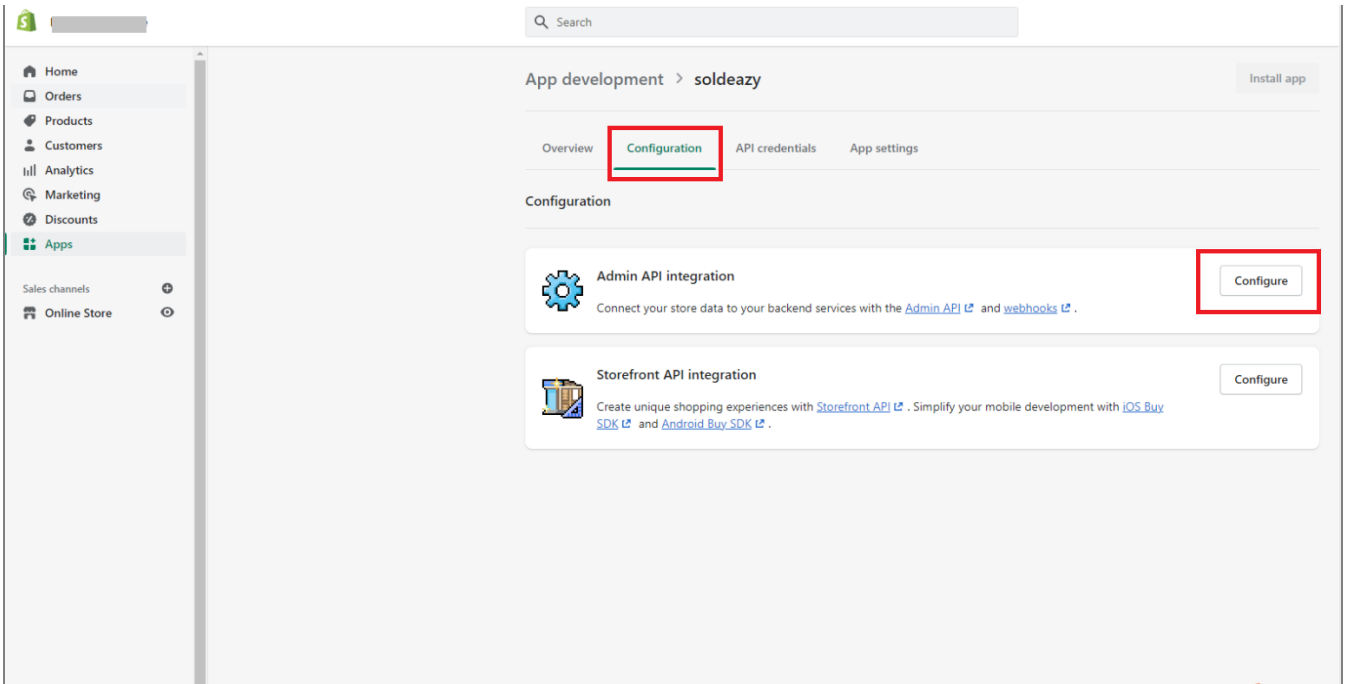 Search
Home
Orders
Products
Customers
Analytics
Marketing
Discounts
Apps
Sales channels
Online Store
App development > soldeazy
Install app
Overview Configuration API credentials App settings
Configuration
Admin API integration
Configure
Connect your store data to your backend services with the Admin API and webhooks .
Storefront API integration
Configure
Create unique shopping experiences with Storefront API . Simplify your mobile development with iOS Buy
SDK and Android Buy SDK .